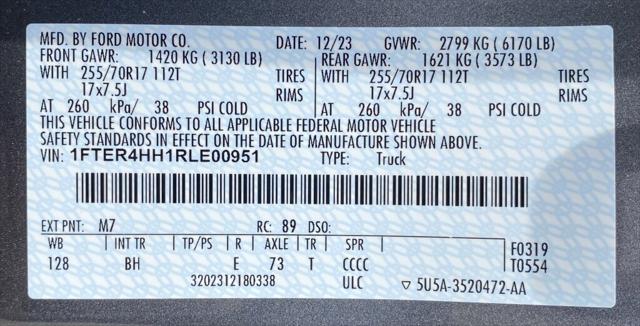 MFD. BY FORD MOTOR CO. DATE: 12/23 GVWR: 2799 KG ( 6170 LB)
FRONT GAWR: 1420 KG ( 3130 LB) REAR GAWR: 1621 KG ( 3573 LB)
WITH 255/70R17 112T TIRES WITH 255/70R17 112T TIRES
17x7.5J RIMS 17x7.5J RIMS
AT 260 kPa/ 38 PSI COLD AT 260 kPa/ 38 PSI COLD
THIS VEHICLE CONFORMS TO ALL APPLICABLE FEDERAL MOTOR VEHICLE
SAFETY STANDARDS IN EFFECT ON THE DATE OF MANUFACTURE SHOWN ABOVE.
VIN: 1FTER4HH1RLE00951 TYPE: Truck
EXT PNT: M7 RC: 89 DSO:
WB INT TR TP/PS R AXLE TR SPR F0319
128 BH E 73 T CCCC T0554
3202312180338 ULC ▽ 5U5A-3520472-AA